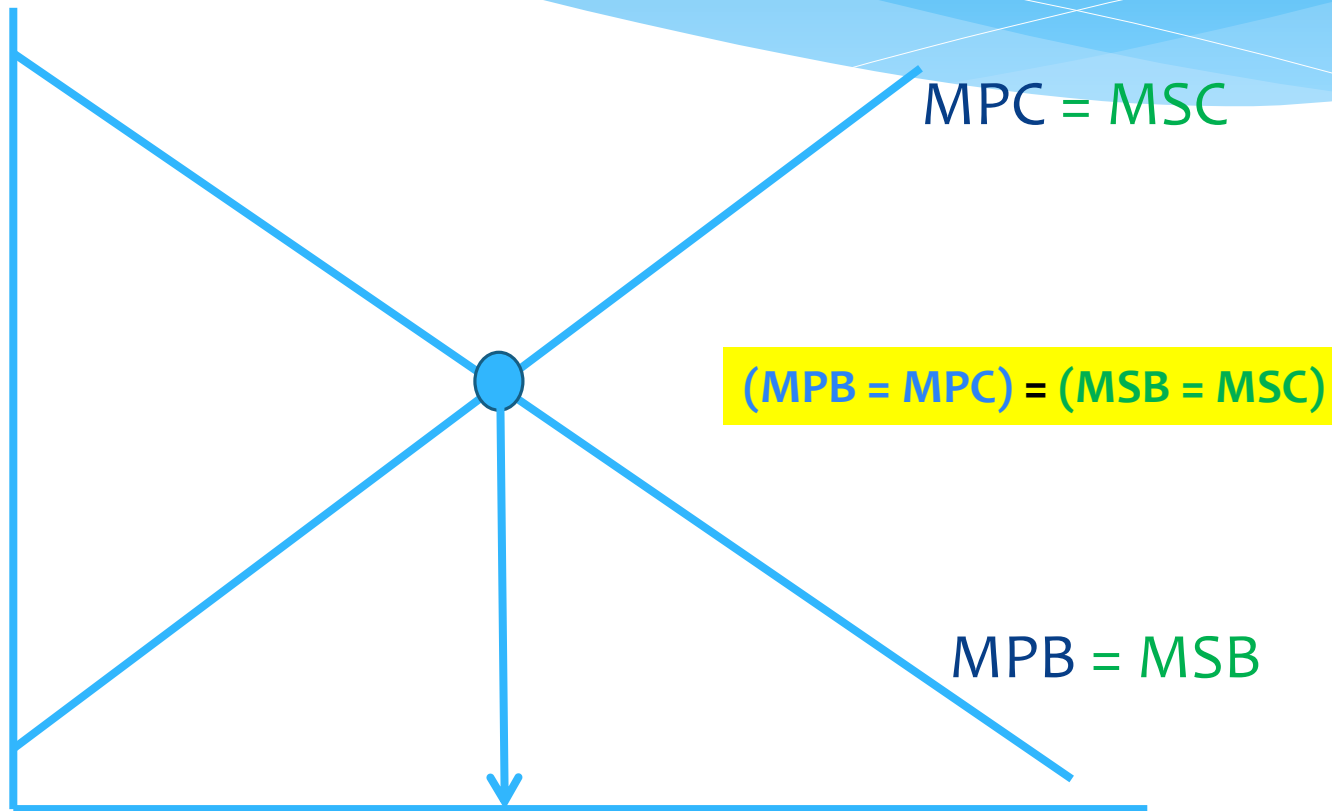 MPC = MSC
(MPB = MPC) = (MSB = MSC)
MPB = MSB